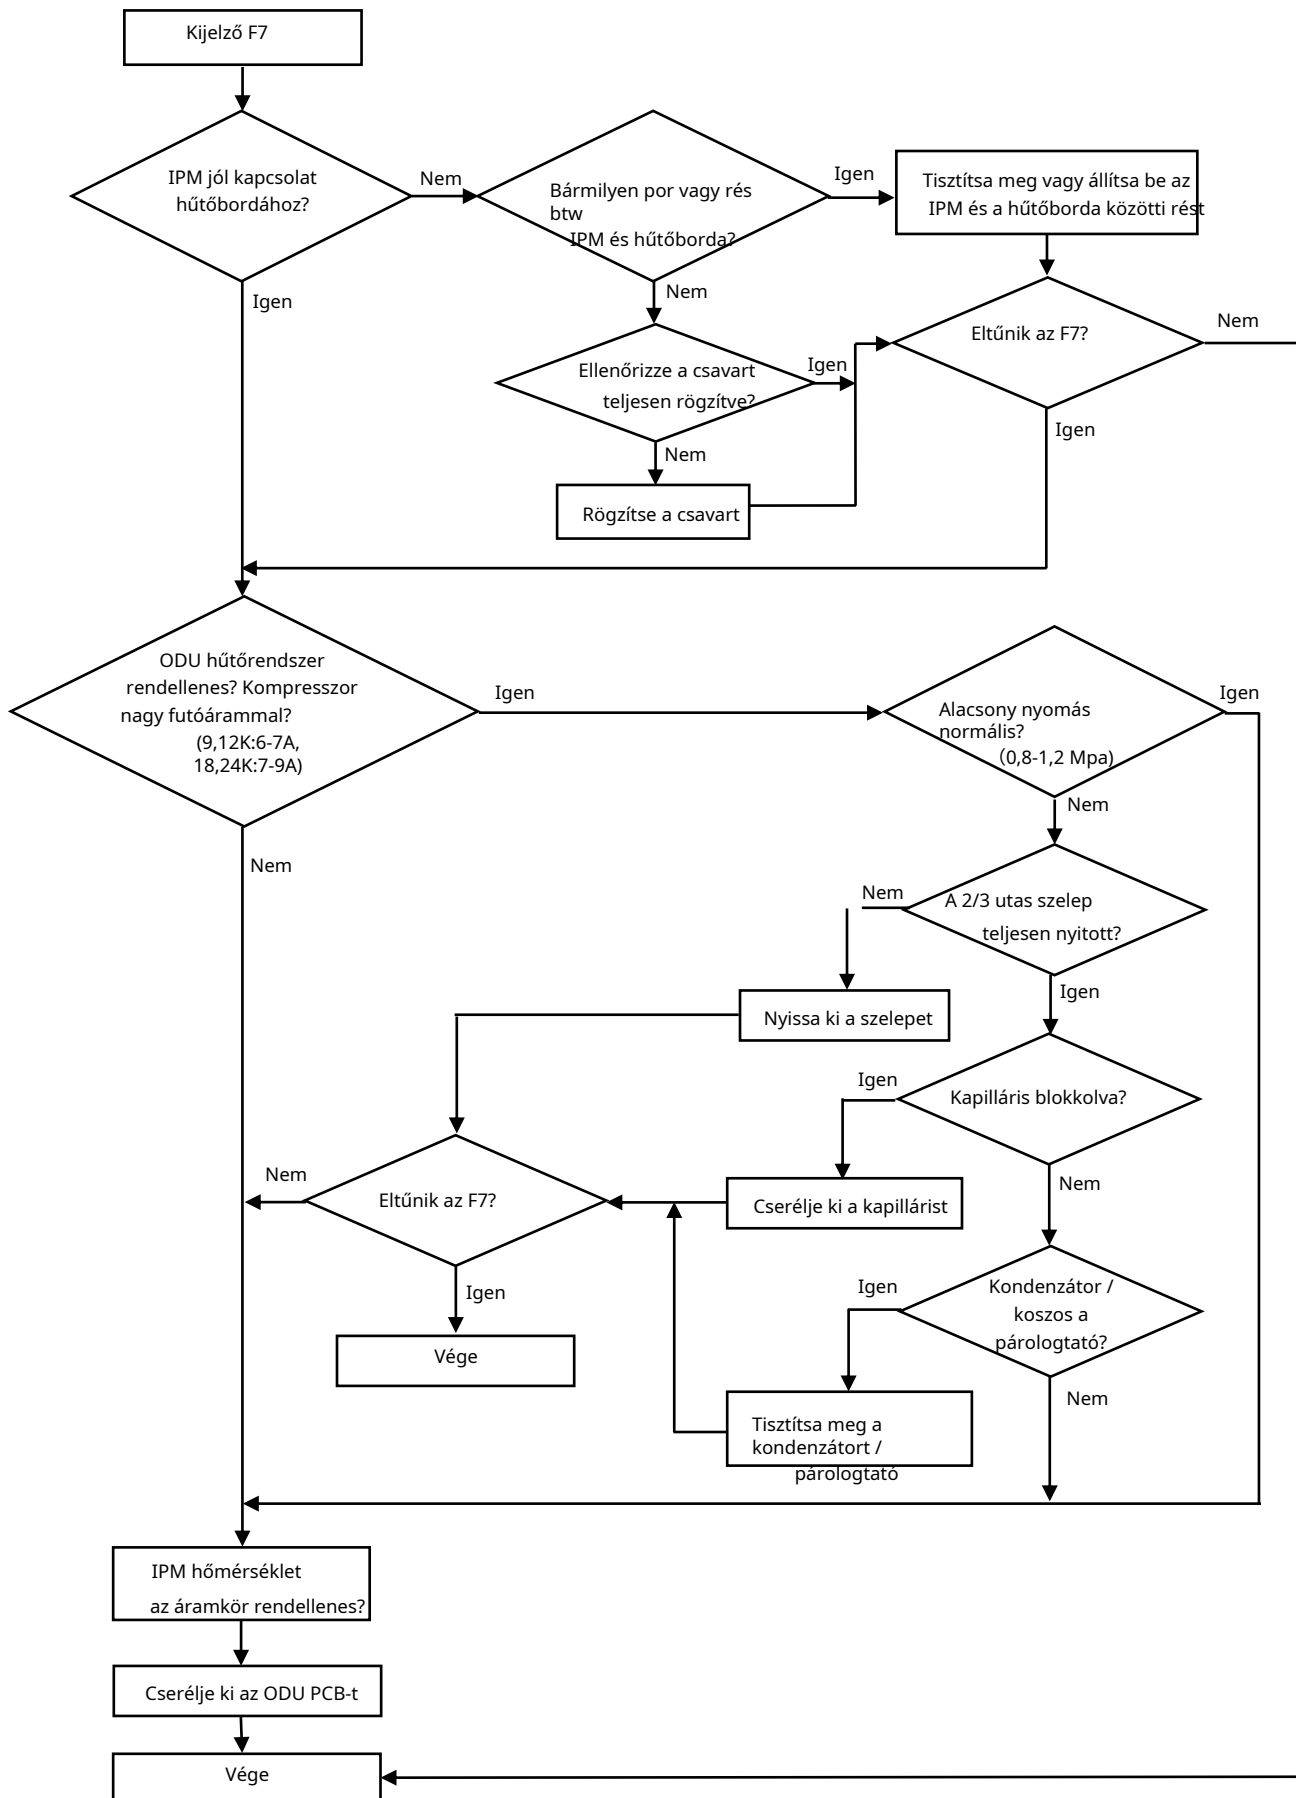 Kijelző F7
IPM jól kapcsolat
hűtőbordához?
Nem
Bármilyen por vagy rés
btw
IPM és hűtőborda?
Igen
Tisztítsa meg vagy állítsa be az
IPM és a hűtőborda közötti rést
Igen
Nem
Eltűnik az F7?
Nem
Ellenőrizze a csavart
teljesen rögzítve?
Igen
Igen
Nem
Rögzítse a csavart
ODU hűtőrendszer
rendellenes? Kompresszor
nagy futóárammal?
(9,12K:6-7A,
18,24K:7-9A)
Igen
Alacsony nyomás
normális?
(0,8-1,2 Mpa)
Igen
Nem
Nem
Nem
A 2/3 utas szelep
teljesen nyitott?
Igen
Nyissa ki a szelepet
Igen
Kapilláris blokkolva?
Nem
Eltűnik az F7?
Cserélje ki a kapillárist
Nem
Igen
Igen
Kondenzátor /
koszos a
párologtató?
Vége
Nem
Tisztítsa meg a
kondenzátort /
párologtató
IPM hőmérséklet
az áramkör rendellenes?
Cserélje ki az ODU PCB-t
Vége